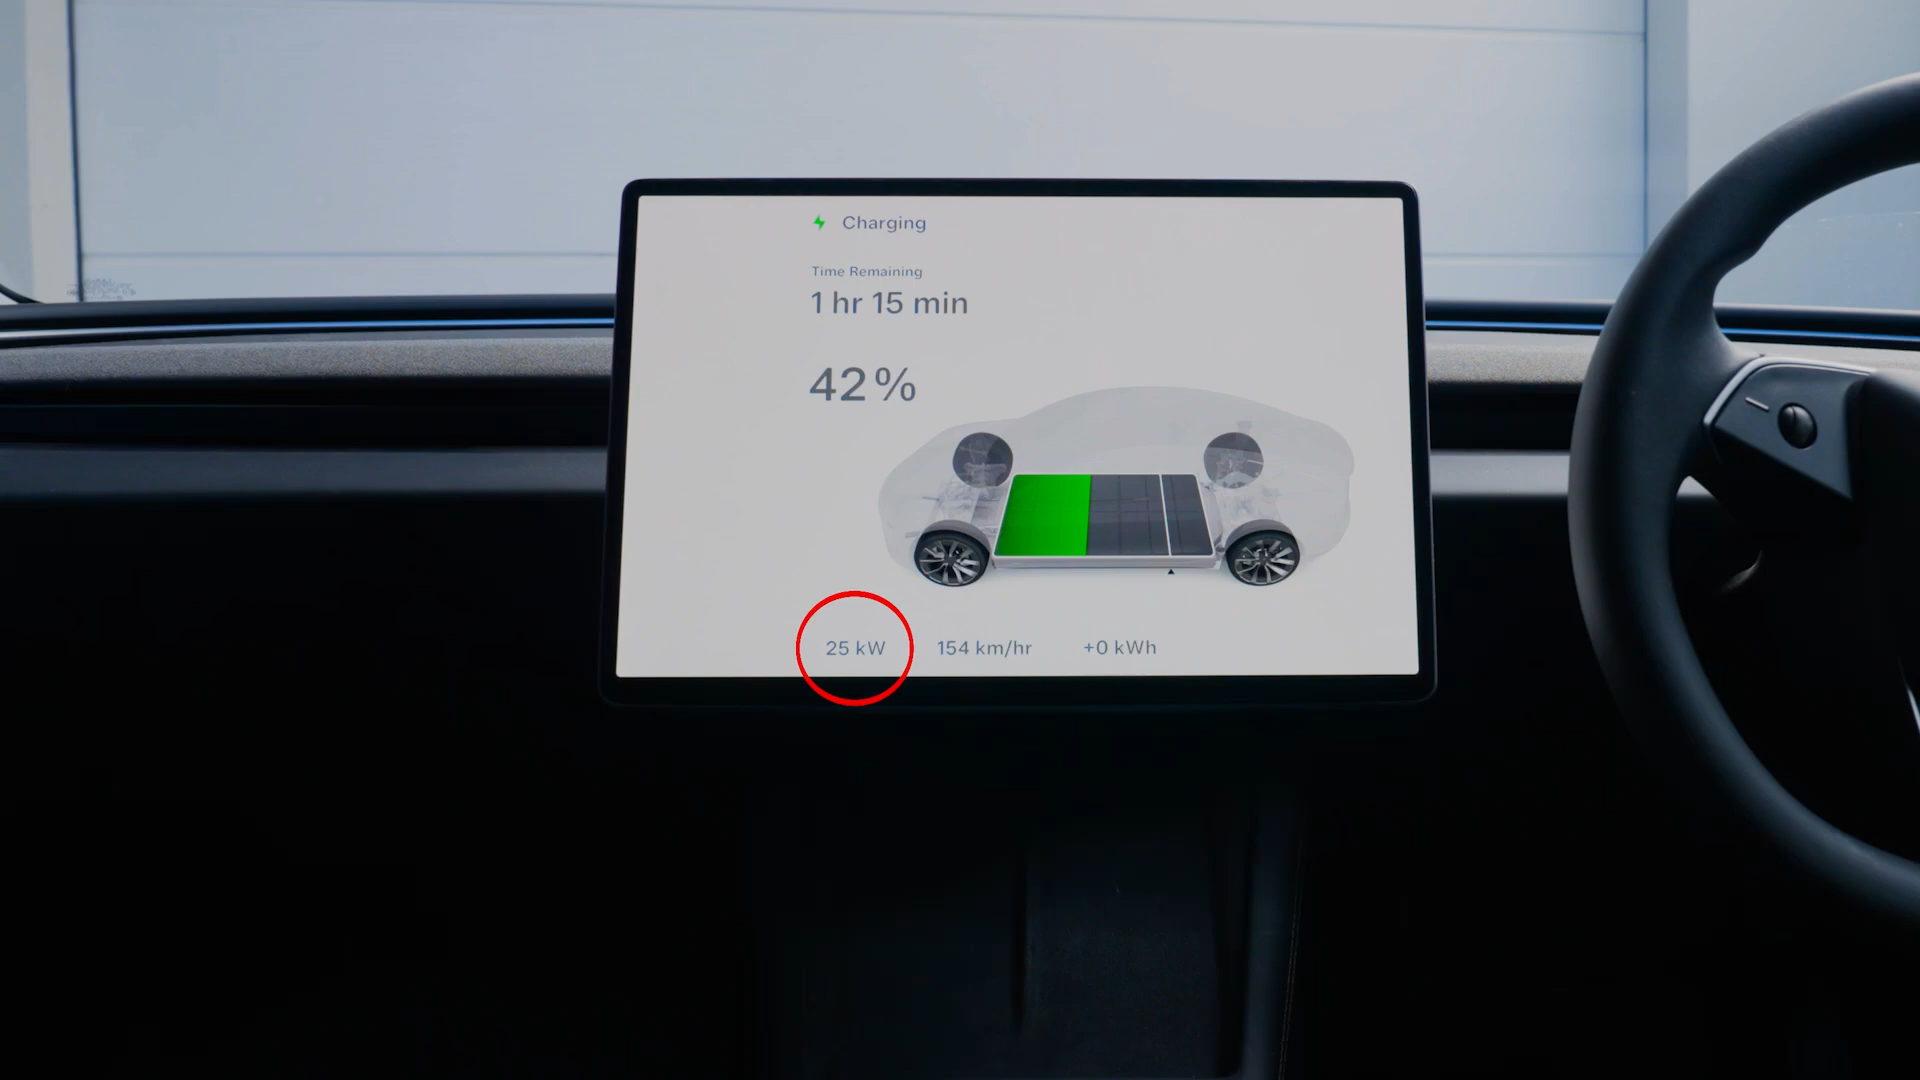 Charging
Time Remaining
1 hr 15 min
42%
25 kW 154 km/hr +0 kWh